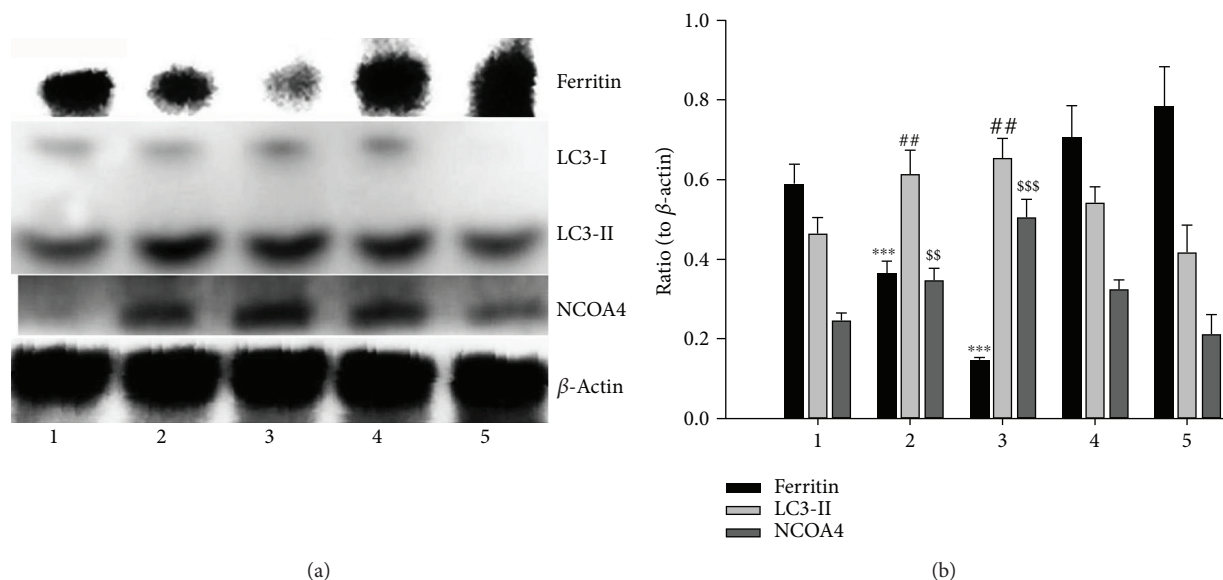 Ferritin
LC3-I
LC3-II
NCOA4
β-Actin
1 2 3 4 5
(a)
Ratio (to β-actin)
1.0
0.8
0.6
0.4
0.2
0.0
***
##
$$
***
##
$$$
1 2 3 4 5
Ferritin
LC3-II
NCOA4
(b)